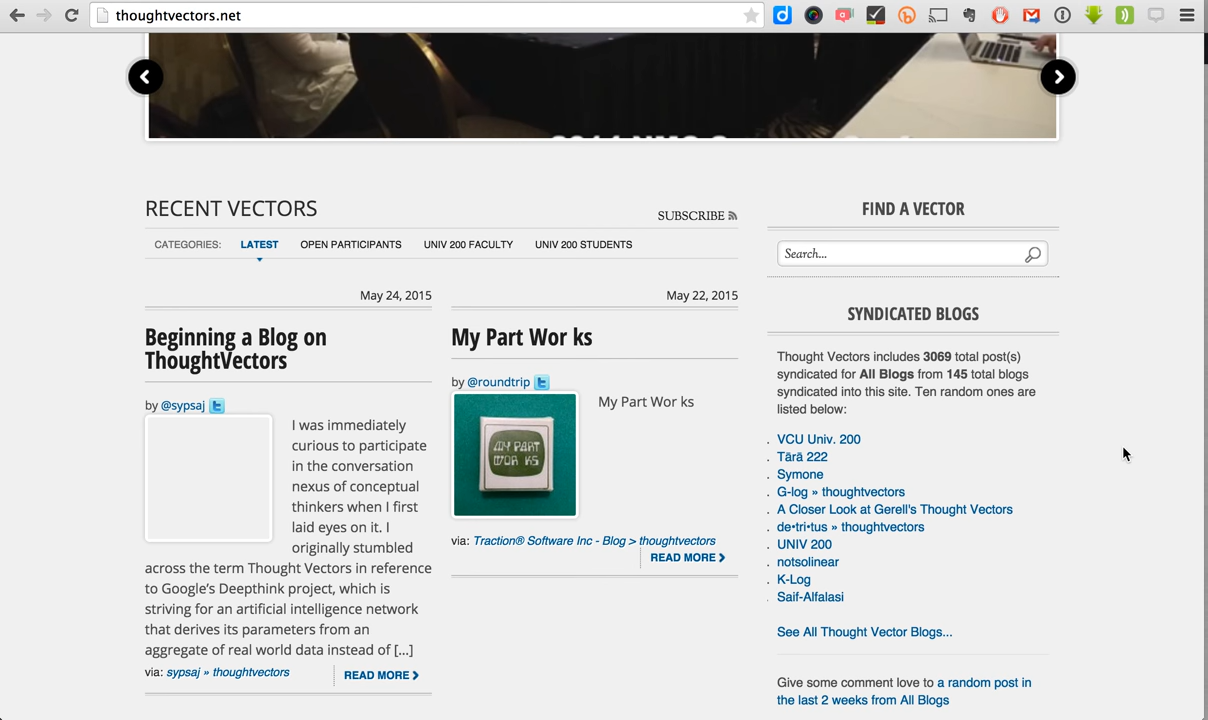 thoughtvectors.net
RECENT VECTORS
SUBSCRIBE
CATEGORIES: LATEST OPEN PARTICIPANTS UNIV 200 FACULTY UNIV 200 STUDENTS
May 24, 2015
Beginning a Blog on
ThoughtVectors
by @sypsaj
I was immediately
curious to participate
in the conversation
nexus of conceptual
thinkers when I first
laid eyes on it. I
originally stumbled
across the term Thought Vectors in reference
to Google's Deepthink project, which is
striving for an artificial intelligence network
that derives its parameters from an
aggregate of real world data instead of [...]
via: sypsaj » thoughtvectors
READ MORE
May 22, 2015
My Part Wor ks
by @roundtrip
MY PART
WOR KS
My Part Wor ks
via: Traction® Software Inc - Blog > thoughtvectors
READ MORE
FIND A VECTOR
Search...
SYNDICATED BLOGS
Thought Vectors includes 3069 total post(s)
syndicated for All Blogs from 145 total blogs
syndicated into this site. Ten random ones are
listed below:
VCU Univ. 200
Tārā 222
Symone
G-log » thoughtvectors
A Closer Look at Gerell's Thought Vectors
de•tri•tus » thoughtvectors
UNIV 200
notsolinear
K-Log
Saif-Alfalasi
See All Thought Vector Blogs...
Give some comment love to a random post in
the last 2 weeks from All Blogs